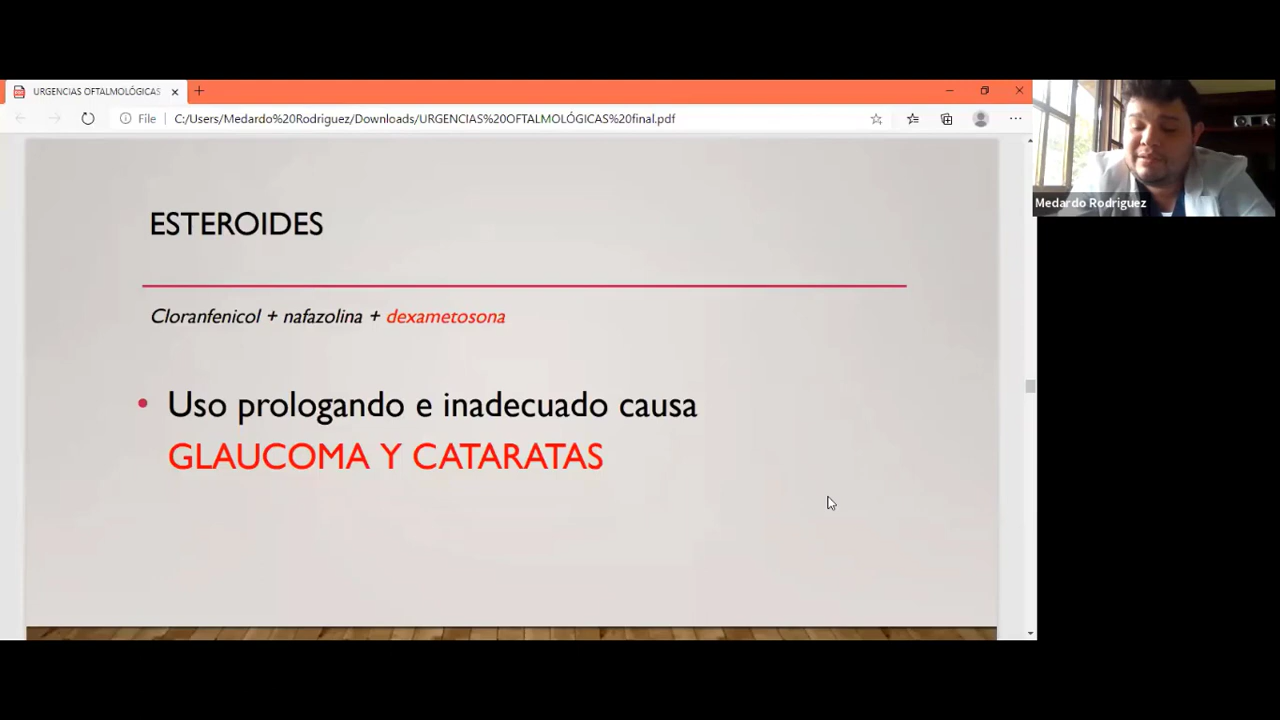 URGENCIAS OFTALMOLÓGICAS
File
C:/Users/Medardo%20Rodriguez/Downloads/URGENCIAS%20OFTALMOLÓGICAS%20final.pdf
Medardo Rodriguez
ESTEROIDES
Cloranfenicol + nafazolina + dexametosona
• Uso prologando e inadecuado causa
GLAUCOMA Y CATARATAS